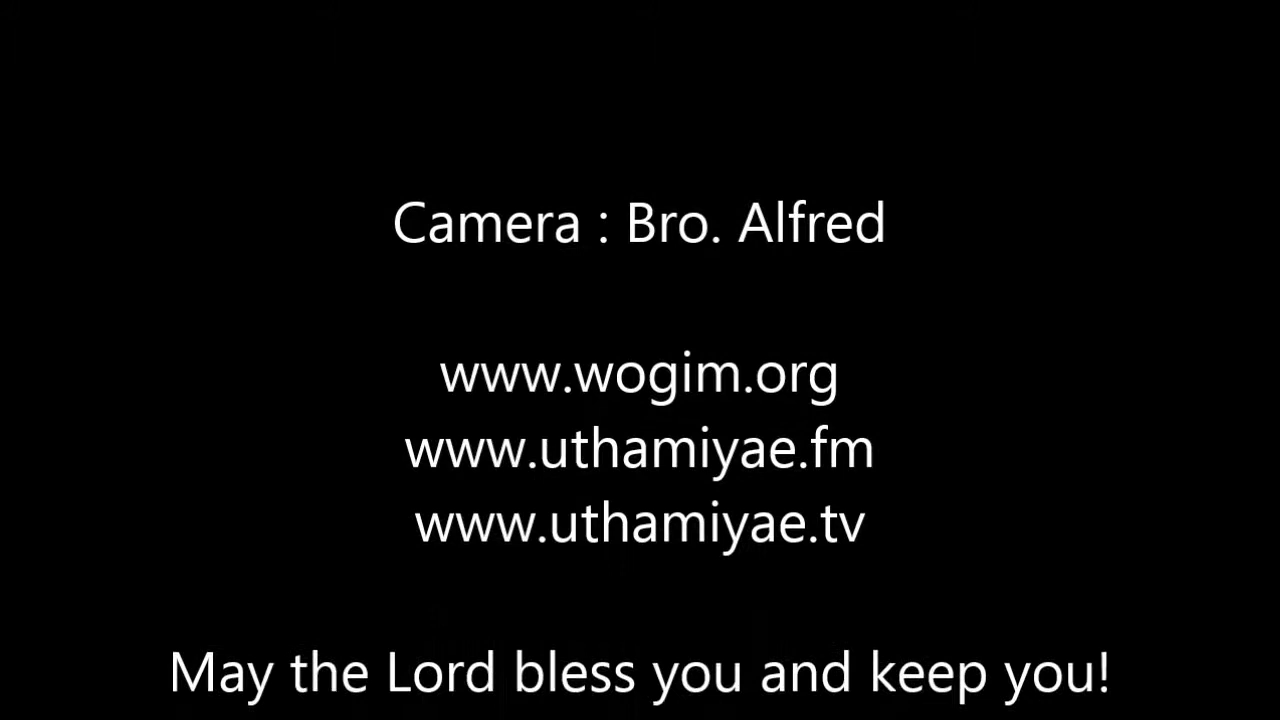 Camera : Bro. Alfred
www.wogim.org
www.uthamiyae.fm
www.uthamiyae.tv
May the Lord bless you and keep you!